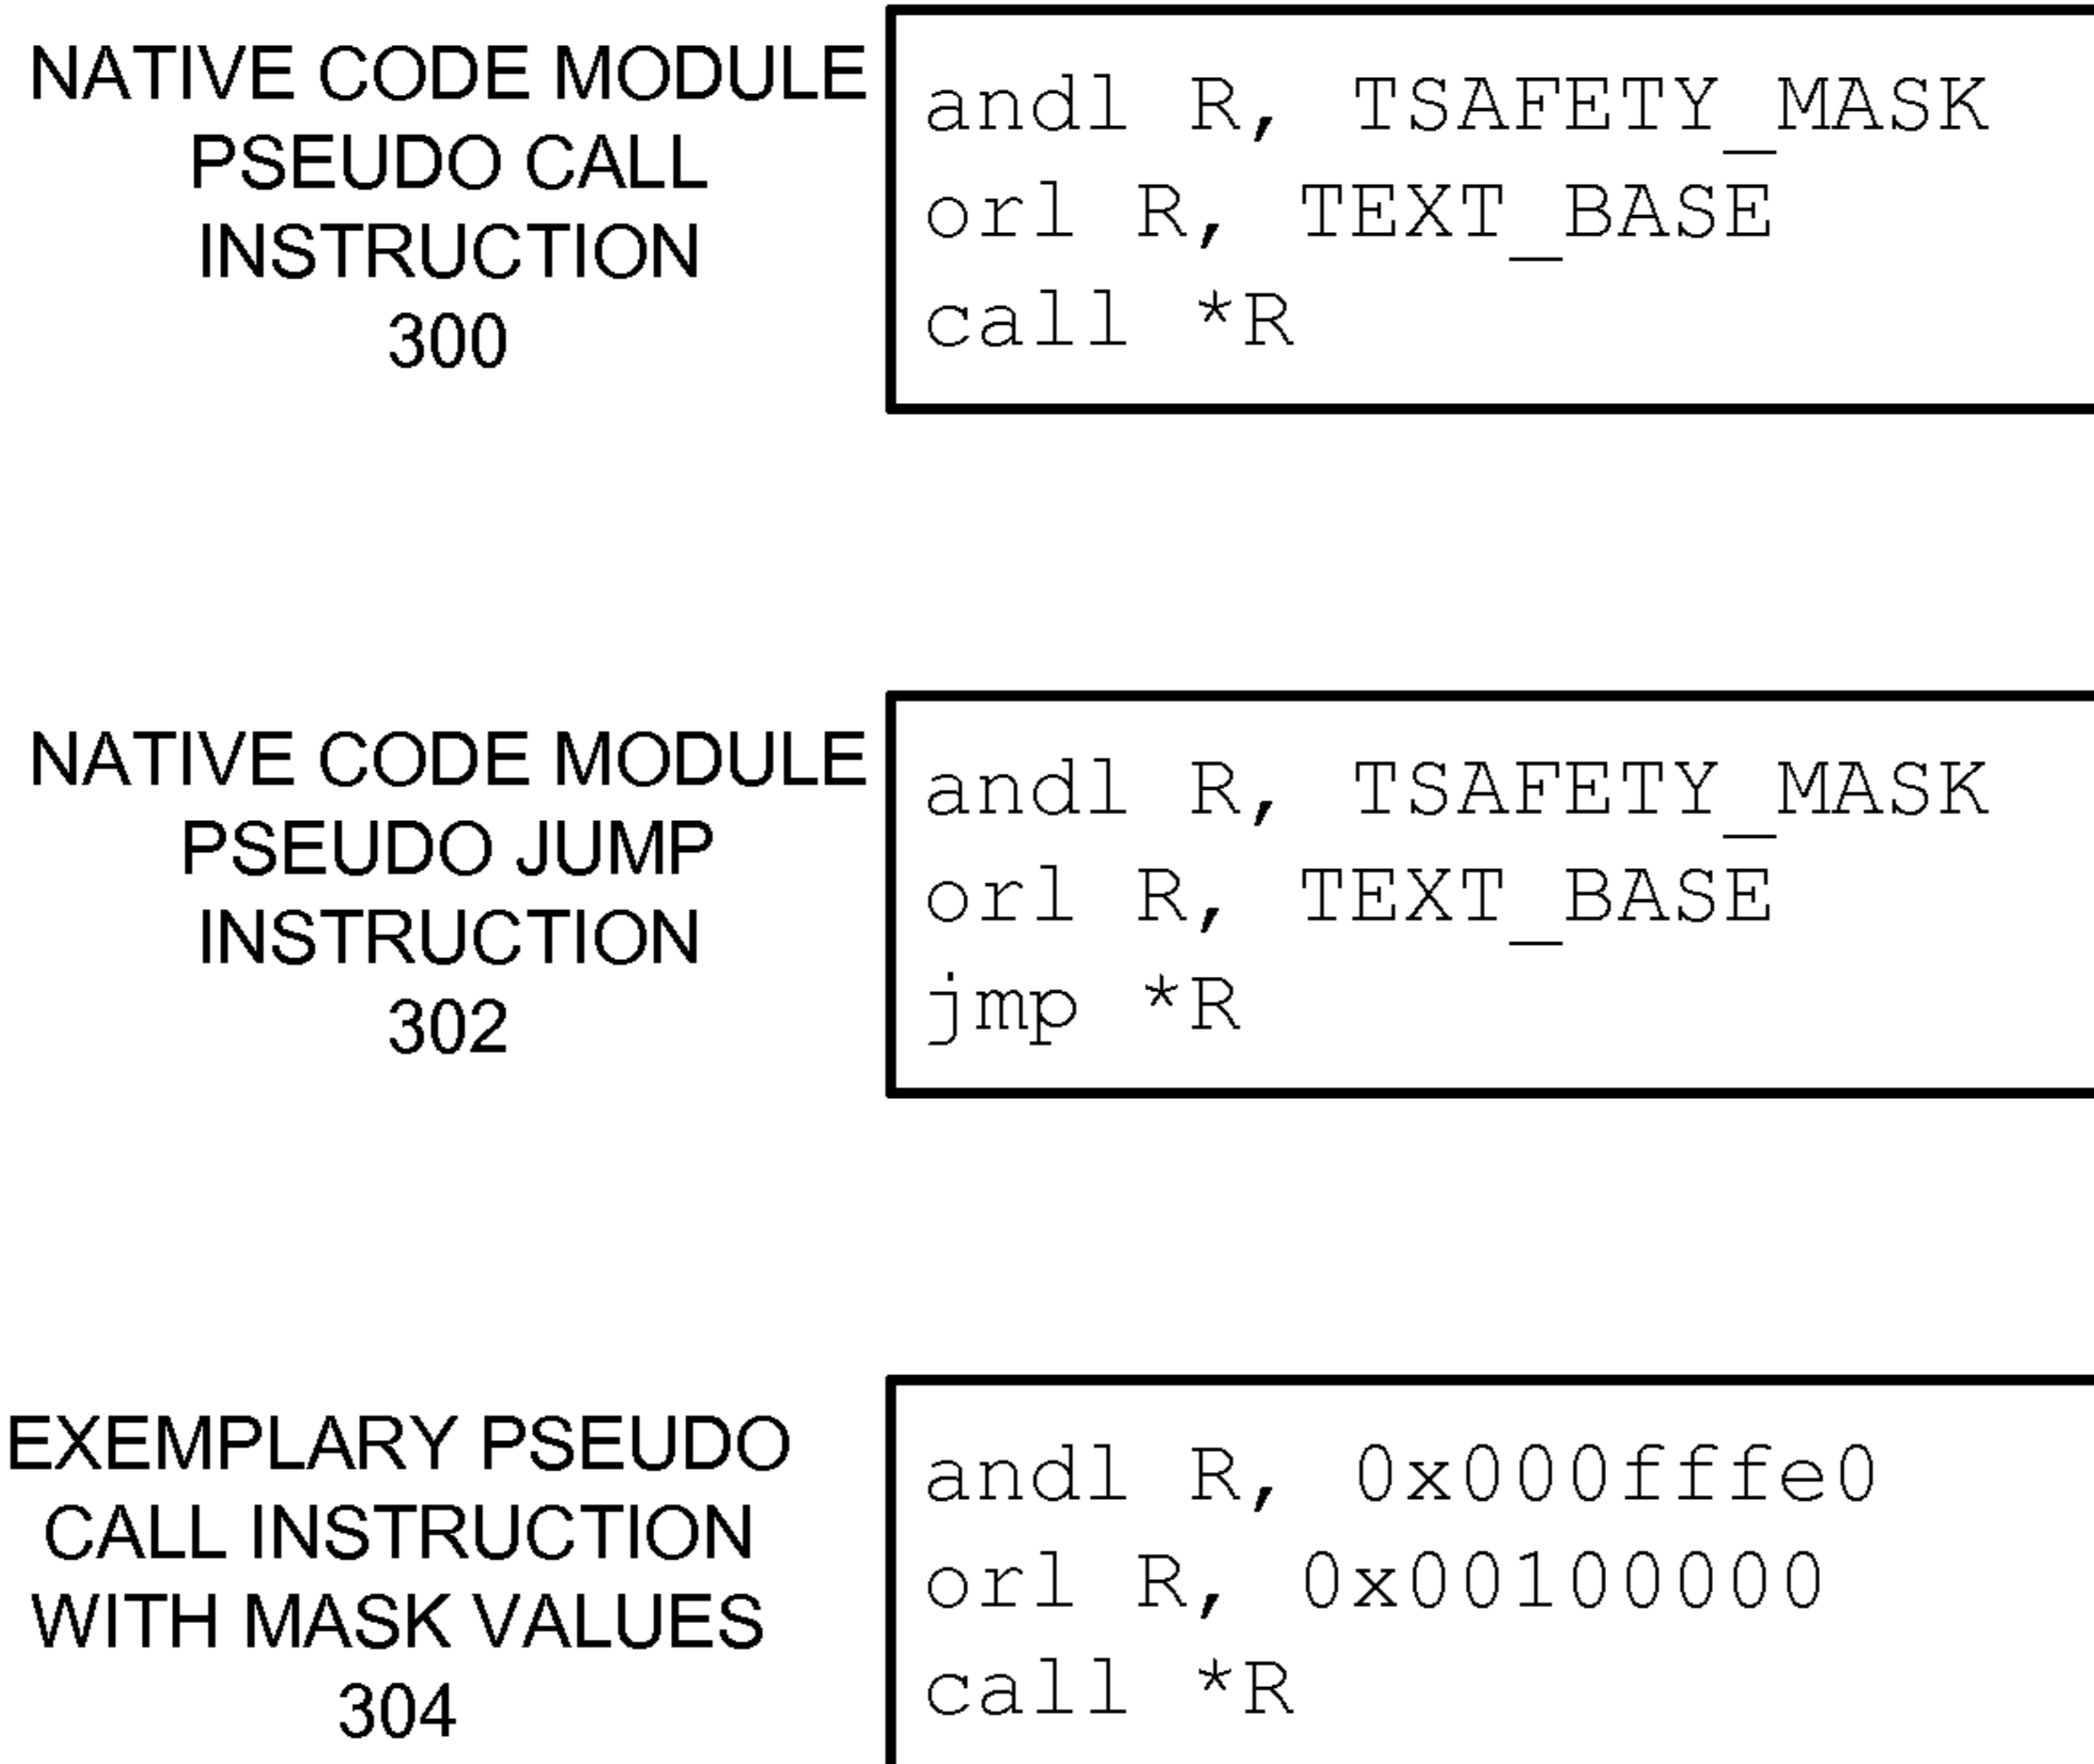 NATIVE CODE MODULE
PSEUDO CALL
INSTRUCTION
300
andl R, TSAFETY_MASK
orl R, TEXT_BASE
call *R
NATIVE CODE MODULE
PSEUDO JUMP
INSTRUCTION
302
andl R, TSAFETY_MASK
orl R, TEXT_BASE
jmp *R
EXEMPLARY PSEUDO
CALL INSTRUCTION
WITH MASK VALUES
304
andl R, 0x000fffe0
orl R, 0x00100000
call *R